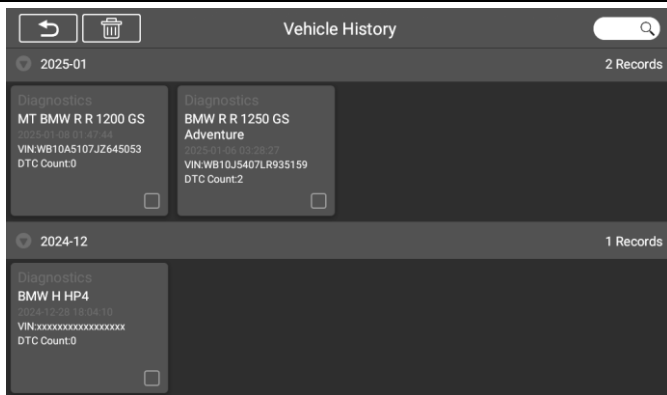 Vehicle History
2025-01
2 Records
Diagnostics
MT BMW R R 1200 GS
2025-01-08 01:47:44
VIN:WB10A5107JZ645053
DTC Count:0
Diagnostics
BMW R R 1250 GS
Adventure
2025-01-06 03:28:27
VIN:WB10J5407LR935159
DTC Count:2
2024-12
1 Records
Diagnostics
BMW H HP4
2024-12-28 18:04:10
VIN:xxxxxxxxxxxxxxxxx
DTC Count:0